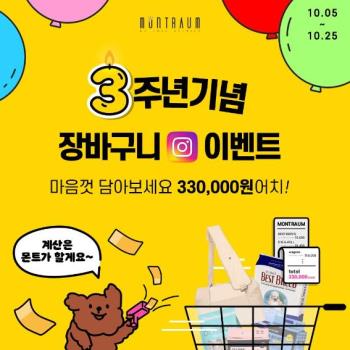 MÜNTRAUM
10.05
~
10.25
3주년기념
장바구니 이벤트
마음껏 담아보세요 330,000원어치!
계산은
몬트가 할게요~
MONTRAUM
total
330,000
BEST BREED